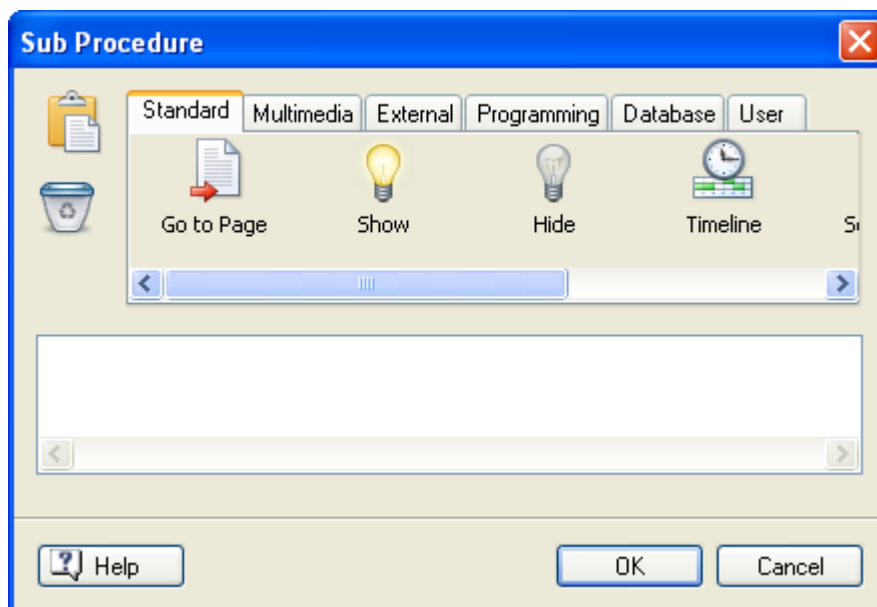 Sub Procedure
Standard Multimedia External Programming Database User
Go to Page Show Hide Timeline
Help OK Cancel